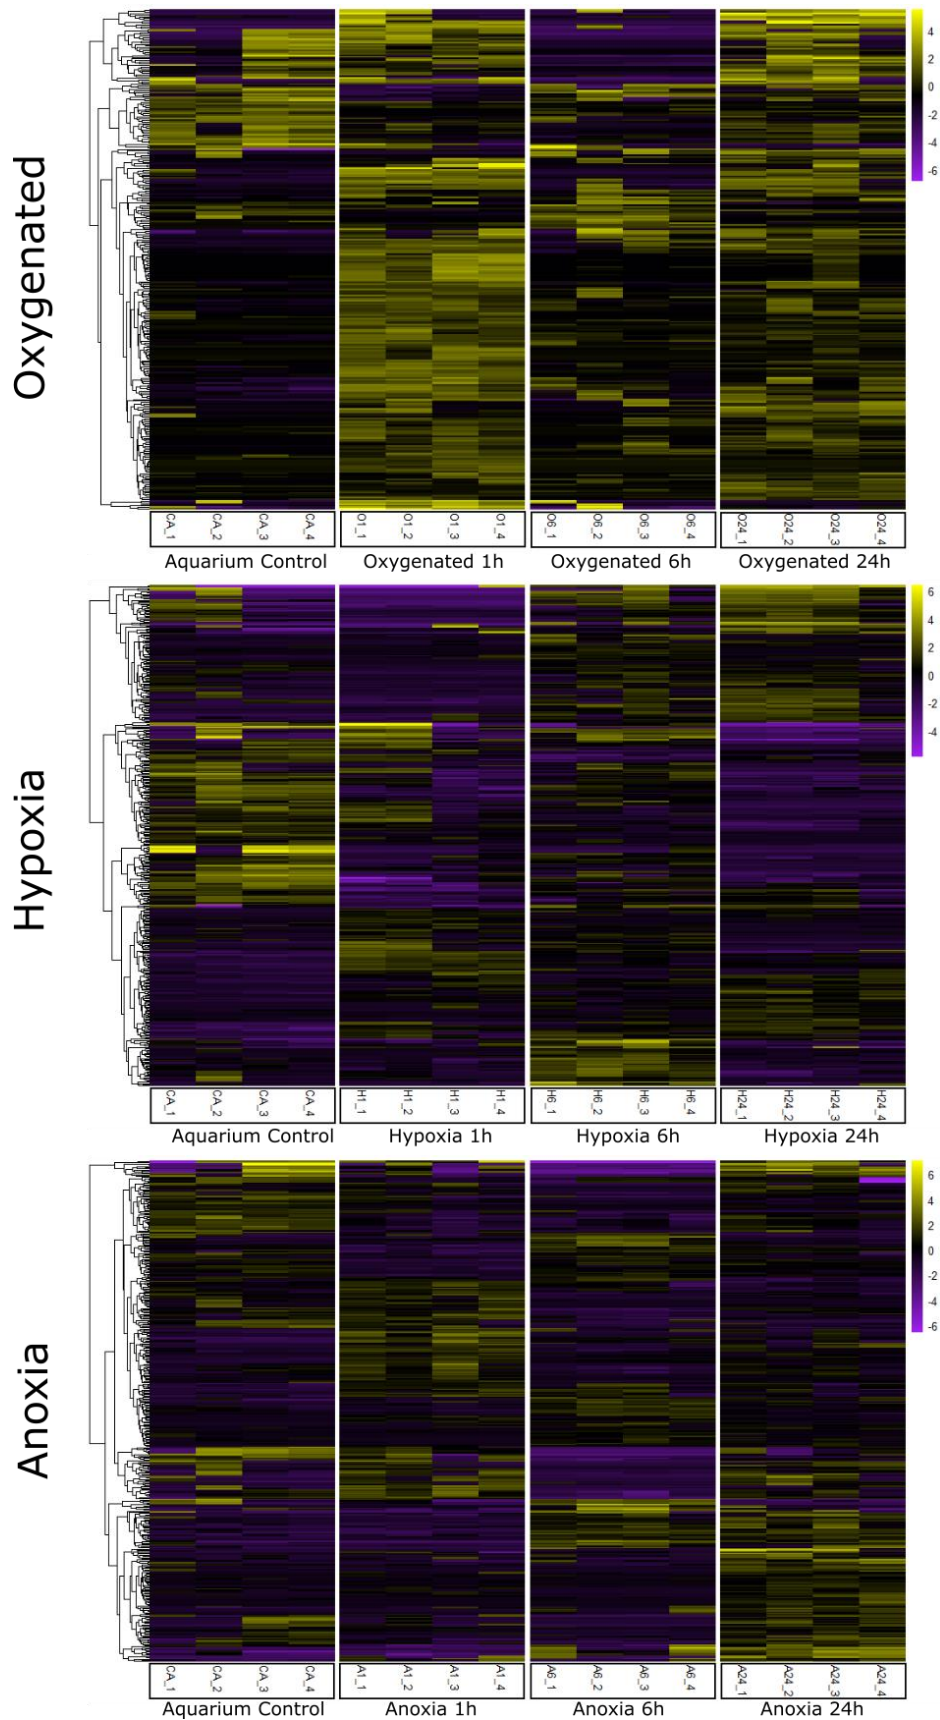 Oxygenated
4
2
0
-2
-4
-6
CA_1 CA_2 CA_3 CA_4 O1_1 O1_2 O1_3 O1_4 O6_1 O6_2 O6_3 O6_4 O24_1 O24_2 O24_3 O24_4
Aquarium Control Oxygenated 1h Oxygenated 6h Oxygenated 24h
Hypoxia
6
4
2
0
-2
-4
CA_1 CA_2 CA_3 CA_4 H1_1 H1_2 H1_3 H1_4 H6_1 H6_2 H6_3 H6_4 H24_1 H24_2 H24_3 H24_4
Aquarium Control Hypoxia 1h Hypoxia 6h Hypoxia 24h
Anoxia
6
4
2
0
-2
-4
-6
CA_1 CA_2 CA_3 CA_4 A1_1 A1_2 A1_3 A1_4 A6_1 A6_2 A6_3 A6_4 A24_1 A24_2 A24_3 A24_4
Aquarium Control Anoxia 1h Anoxia 6h Anoxia 24h